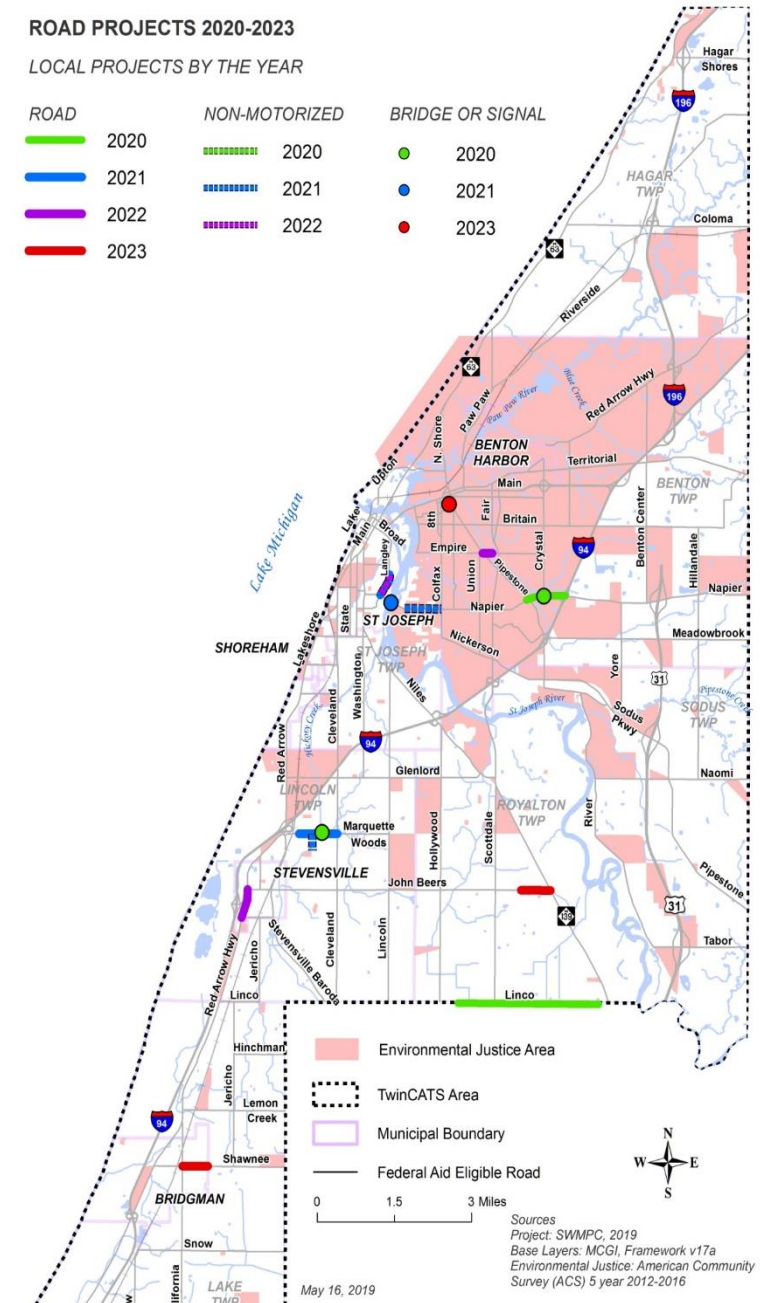 ROAD PROJECTS 2020-2023
LOCAL PROJECTS BY THE YEAR
ROAD
2020
2021
2022
2023
NON-MOTORIZED
2020
2021
2022
BRIDGE OR SIGNAL
2020
2021
2023
Hagar
Shores
196
HAGAR
TWP
Coloma
63
Riverside
63
Paw Paw
Paw Paw River
Blue Creek
Red Arrow Hwy
196
N. Shore
BENTON
HARBOR
Territorial
Upton
Main
BENTON
TWP
Lake Michigan
Lake
Main
Broad
8th
Fair
Britain
Benton Center
Langley
Empire
Crystal
94
Hillandale
Colfax
Union
Pipestone
Napier
Napier
State
ST JOSEPH
Nickerson
Meadowbrook
SHOREHAM
Lakeshore
ST JOSEPH
TWP
Washington
Yore
31
Niles
St Joseph River
Sodus
Pkwy
Pipestone Creek
SODUS
TWP
Cleveland
Hickory Creek
94
Red Arrow
Glenlord
Naomi
LINCOLN
TWP
ROYALTON
TWP
River
Marquette
Woods
Hollywood
Scottdale
STEVENSVILLE
John Beers
Pipestone
139
31
Red Arrow Hwy
Jericho
Stevensville Baroda
Cleveland
Lincoln
Tabor
Linco
Linco
Hinchman
Jericho
Lemon
Creek
94
Shawnee
BRIDGMAN
Snow
lifornia
LAKE
TWP
w
Environmental Justice Area
TwinCATS Area
Municipal Boundary
Federal Aid Eligible Road
0 1.5 3 Miles
N
W E
S
Sources
Project: SWMPC, 2019
Base Layers: MCGI, Framework v17a
Environmental Justice: American Community
Survey (ACS) 5 year 2012-2016
May 16, 2019